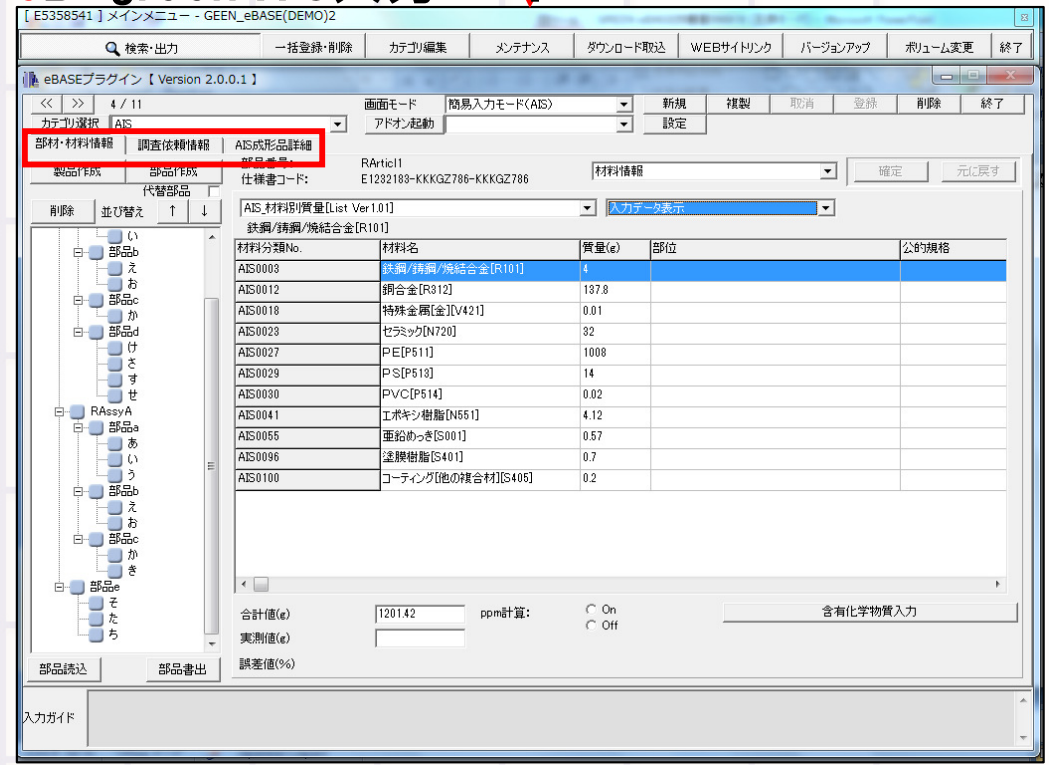 [ E5358541 ] メインメニュー - GEEN_eBASE(DEMO)2
検索･出力 一括登録･削除 カテゴリ編集 メンテナンス ダウンロード取込 WEBサイトリンク バージョンアップ ボリューム変更 終了
eBASEプラグイン【 Version 2.0.0.1 】
<< >> 4 / 11 画面モード 簡易入力モード(AIS) 新規 複製 取消 登録 削除 終了
カテゴリ選択 AIS アドオン起動 設定
部材･材料情報 調査依頼情報 AIS成形品詳細
製品作成 部品作成 部品番号: RArticl1 材料情報 確定 元に戻す
仕様書コード: E1232183-KKKGZ786-KKKGZ786
代替部品
削除 並び替え ↑ ↓ AIS_材料別質量[List Ver1.01] 入力データ表示
鉄鋼/鋳鋼/焼結合金[R101]
い
部品b
え
お
部品c
か
部品d
け
さ
す
せ
RAssyA
部品a
あ
い
う
部品b
え
お
部品c
か
き
部品e
そ
た
ち
材料分類No. 材料名 質量(g) 部位 公的規格
AIS0003 鉄鋼/鋳鋼/焼結合金[R101] 4
AIS0012 銅合金[R312] 137.8
AIS0018 特殊金属[金][V421] 0.01
AIS0023 セラミック[N720] 32
AIS0027 PE[P511] 1008
AIS0029 PS[P513] 14
AIS0030 PVC[P514] 0.02
AIS0041 エポキシ樹脂[N551] 4.12
AIS0055 亜鉛めっき[S001] 0.57
AIS0096 塗膜樹脂[S401] 0.7
AIS0100 コーティング[他の複合材][S405] 0.2
合計値(g) 1201.42 ppm計算: On
Off
含有化学物質入力
実測値(g)
誤差値(%)
部品読込 部品書出
入力ガイド